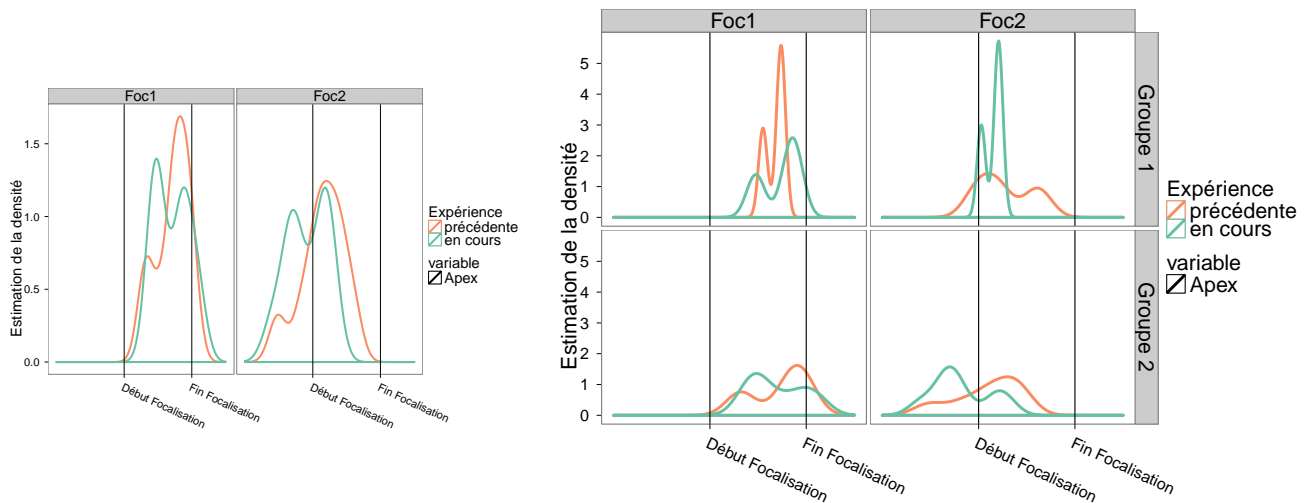 Foc1 Foc2
Estimation de la densité
1.5
1.0
0.5
0.0
Début Focalisation
Fin Focalisation
Début Focalisation
Fin Focalisation
Expérience
précédente
en cours
variable
Apex
Foc1 Foc2
Groupe 1
Groupe 2
Estimation de la densité
5
4
3
2
1
0
5
4
3
2
1
0
Début Focalisation
Fin Focalisation
Début Focalisation
Fin Focalisation
Expérience
précédente
en cours
variable
Apex